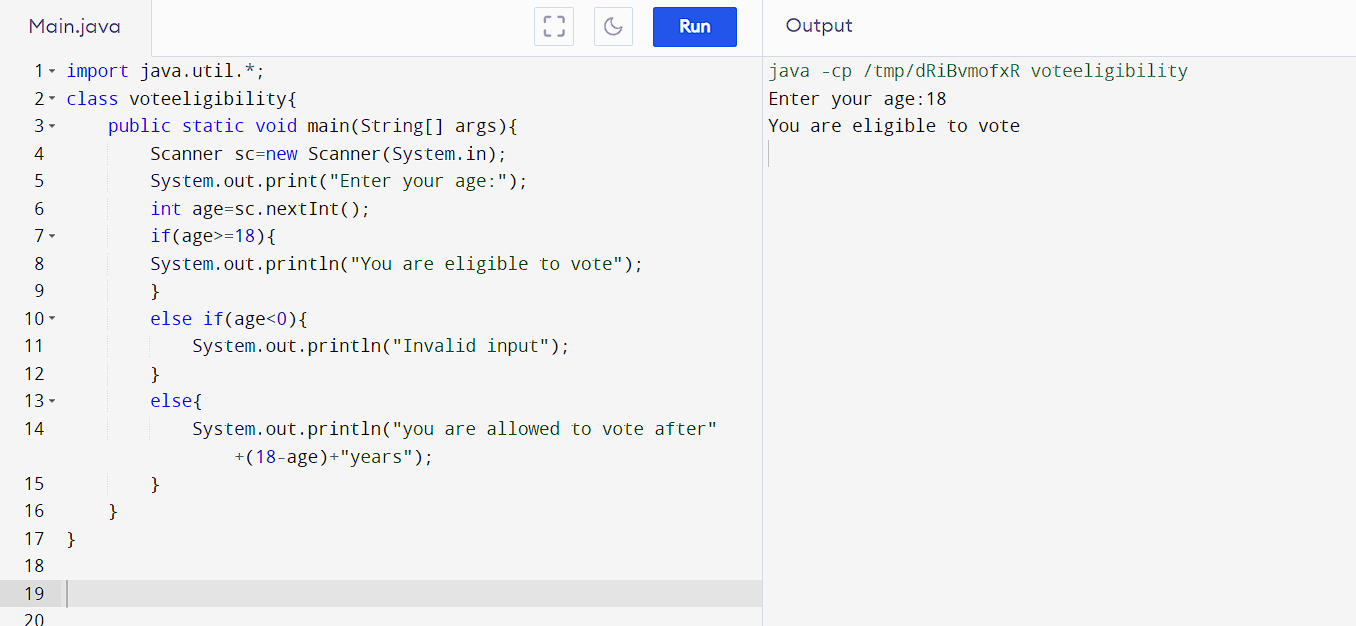 Main.java
Run
Output
1 import java.util.*;
2 class voteeligibility{
3 public static void main(String[] args){
4 Scanner sc=new Scanner(System.in);
5 System.out.print("Enter your age:");
6 int age=sc.nextInt();
7 if(age>=18){
8 System.out.println("You are eligible to vote");
9 }
10 else if(age<0){
11 System.out.println("Invalid input");
12 }
13 else{
14 System.out.println("you are allowed to vote after"
+(18-age)+"years");
15 }
16 }
17 }
18
19
20
java -cp /tmp/dRiBvmofxR voteeligibility
Enter your age:18
You are eligible to vote